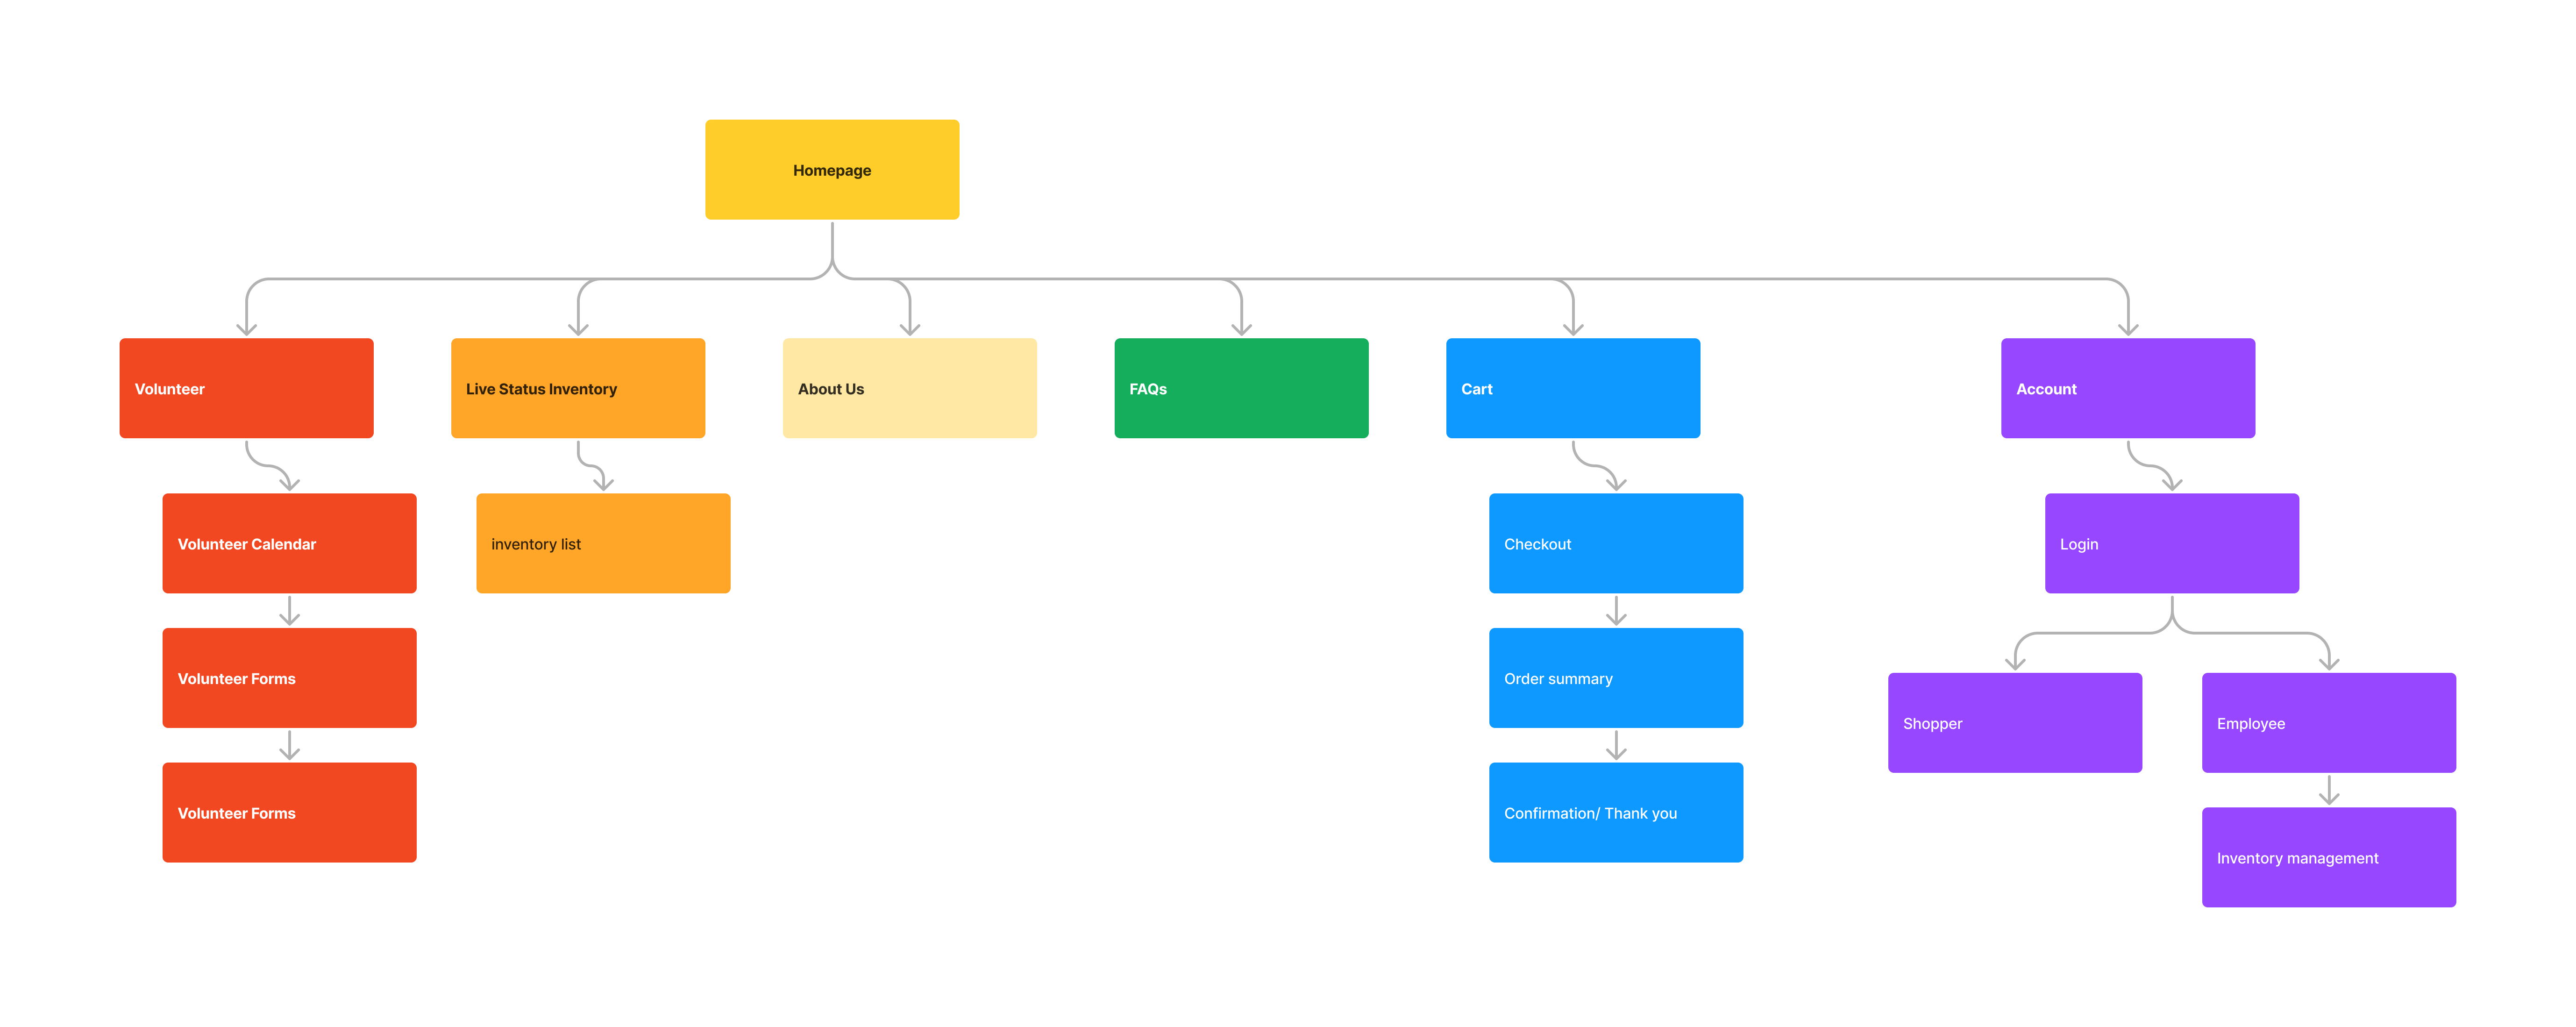 Homepage
Volunteer
Live Status Inventory
About Us
FAQs
Cart
Account
Volunteer Calendar
inventory list
Checkout
Login
Volunteer Forms
Order summary
Shopper
Employee
Volunteer Forms
Confirmation/ Thank you
Inventory management